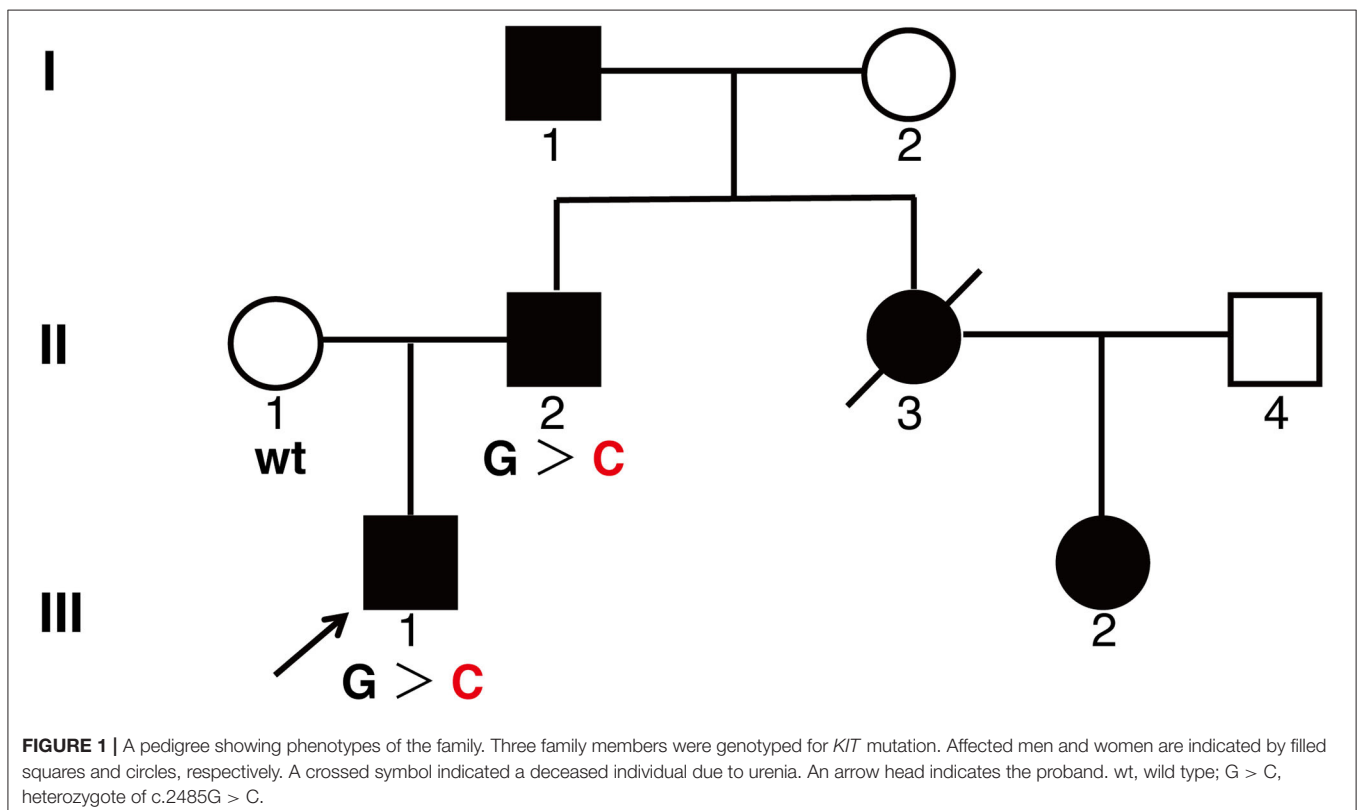 I
1
2
II
1
2
3
4
wt
G > C
III
1
2
G > C
FIGURE 1 | A pedigree showing phenotypes of the family. Three family members were genotyped for KIT mutation. Affected men and women are indicated by filled
squares and circles, respectively. A crossed symbol indicated a deceased individual due to urenia. An arrow head indicates the proband. wt, wild type; G > C,
heterozygote of c.2485G > C.